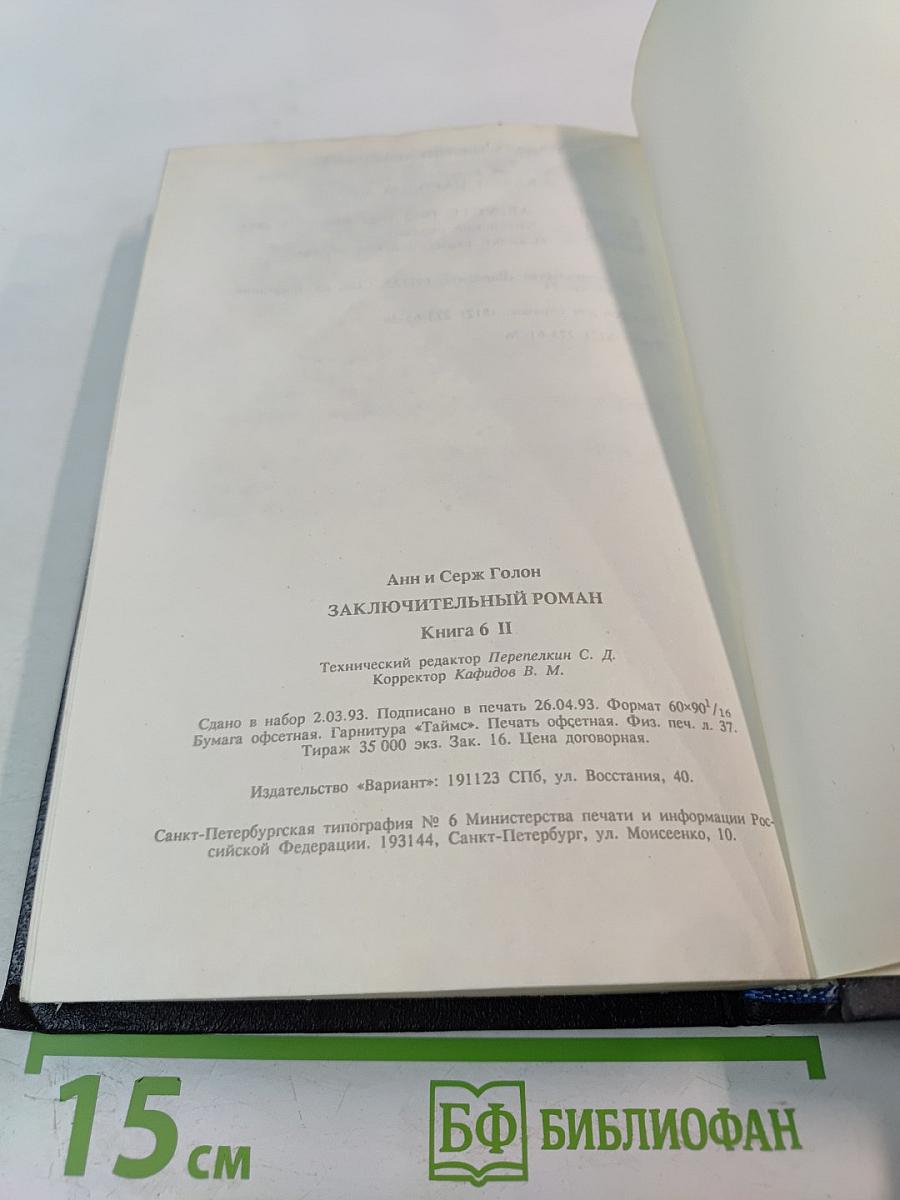 Анн и Серж Голон
ЗАКЛЮЧИТЕЛЬНЫЙ РОМАН
Книга 6 II
Технический редактор Перепелкин С. Д.
Корректор Кафидов В. М.
Сдано в набор 2.03.93. Подписано в печать 26.04.93. Формат 60×90¹/₁₆
Бумага офсетная. Гарнитура «Таймс». Печать офсетная. Физ. печ. л. 37.
Тираж 35 000 экз. Зак. 16. Цена договорная.
Издательство «Вариант»: 191123 СПб, ул. Восстания, 40.
Санкт-Петербургская типография № 6 Министерства печати и информации Рос-
сийской Федерации. 193144, Санкт-Петербург, ул. Моисеенко, 10.
15 см
БФ БИБЛИОФАН